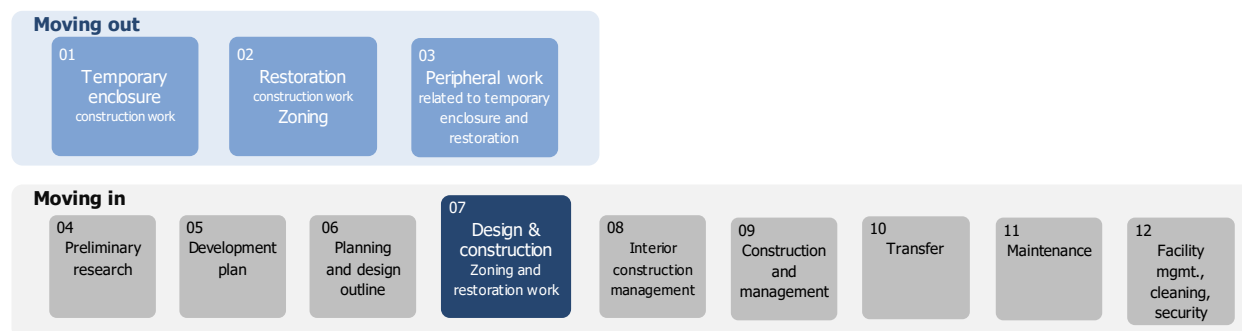 Moving out
01
Temporary
enclosure
construction work
02
Restoration
construction work
Zoning
03
Peripheral work
related to temporary
enclosure and
restoration
Moving in
04
Preliminary
research
05
Development
plan
06
Planning
and design
outline
07
Design &
construction
Zoning and
restoration work
08
Interior
construction
management
09
Construction
and
management
10
Transfer
11
Maintenance
12
Facility
mgmt.,
cleaning,
security